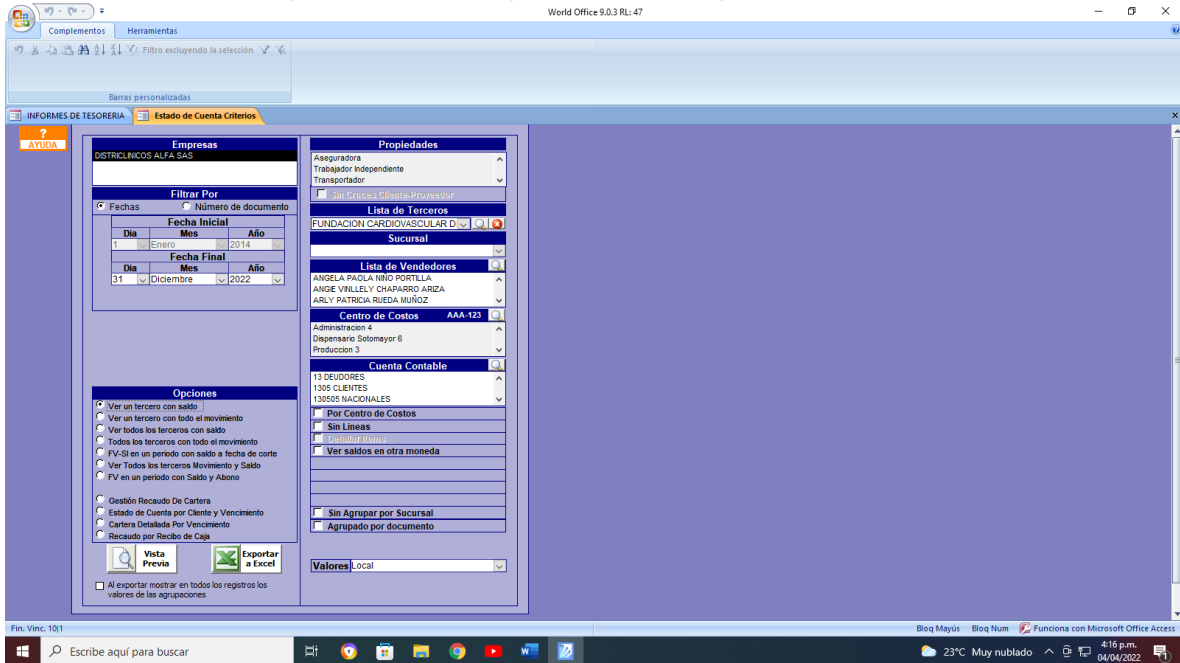 World Office 9.0.3 RL: 47
Complementos Herramientas
Filtro excluyendo la selección
Barras personalizadas
INFORMES DE TESORERIA Estado de Cuenta Criterios
?
AYUDA
Empresas
DISTRICLINICOS ALFA SAS
Filtrar Por
Fechas Número de documento
Fecha Inicial
Dia Mes Año
1 Enero 2014
Fecha Final
Dia Mes Año
31 Diciembre 2022
Opciones
Ver un tercero con saldo
Ver un tercero con todo el movimiento
Ver todos los terceros con saldo
Todos los terceros con todo el movimiento
FV-SI en un periodo con saldo a fecha de corte
Ver Todos los terceros Movimiento y Saldo
FV en un periodo con Saldo y Abono
Gestión Recaudo De Cartera
Estado de Cuenta por Cliente y Vencimiento
Cartera Detallada Por Vencimiento
Recaudo por Recibo de Caja
Vista
Previa
Exportar
a Excel
Al exportar mostrar en todos los registros los
valores de las agrupaciones
Propiedades
Aseguradora
Trabajador Independiente
Transportador
Sin Cruces Cliente-Proveedor
Lista de Terceros
FUNDACION CARDIOVASCULAR D
Sucursal
Lista de Vendedores
ANGELA PAOLA NIÑO PORTILLA
ANGIE VINLLELY CHAPARRO ARIZA
ARLY PATRICIA RUEDA MUÑOZ
Centro de Costos AAA-123
Administracion 4
Dispensario Sotomayor 6
Produccion 3
Cuenta Contable
13 DEUDORES
1305 CLIENTES
130505 NACIONALES
Por Centro de Costos
Sin Lineas
Detallar Items
Ver saldos en otra moneda
Sin Agrupar por Sucursal
Agrupado por documento
Valores Local
Fin. Vinc. 10|1
Bloq Mayús Bloq Num Funciona con Microsoft Office Access
Escribe aquí para buscar
23°C Muy nublado
4:16 p.m.
04/04/2022